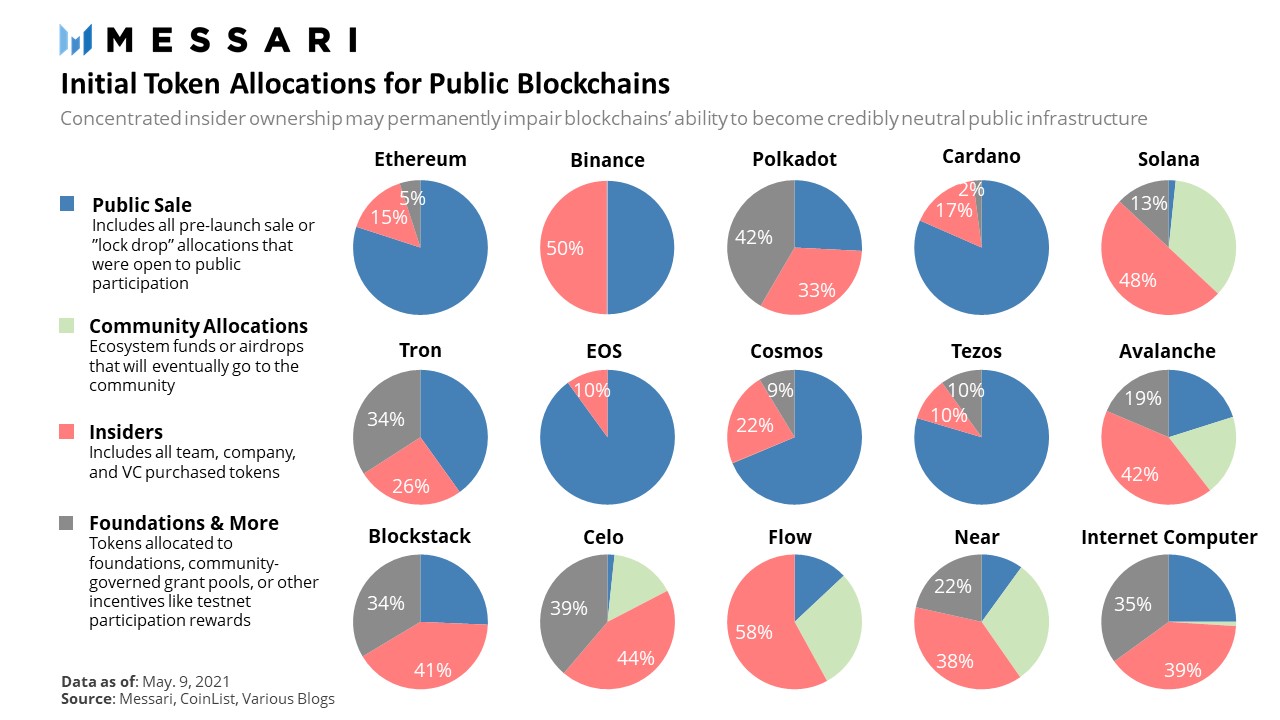 MESSARI
Initial Token Allocations for Public Blockchains
Concentrated insider ownership may permanently impair blockchains’ ability to become credibly neutral public infrastructure
Public Sale
Includes all pre-launch sale or
”lock drop” allocations that
were open to public
participation
Community Allocations
Ecosystem funds or airdrops
that will eventually go to the
community
Insiders
Includes all team, company,
and VC purchased tokens
Foundations & More
Tokens allocated to
foundations, community-
governed grant pools, or other
incentives like testnet
participation rewards
Ethereum
5%
15%
Binance
50%
Polkadot
42%
33%
Cardano
2%
17%
Solana
13%
48%
Tron
34%
26%
EOS
10%
Cosmos
9%
22%
Tezos
10%
10%
Avalanche
19%
42%
Blockstack
34%
41%
Celo
39%
44%
Flow
58%
Near
22%
38%
Internet Computer
35%
39%
Data as of: May. 9, 2021
Source: Messari, CoinList, Various Blogs